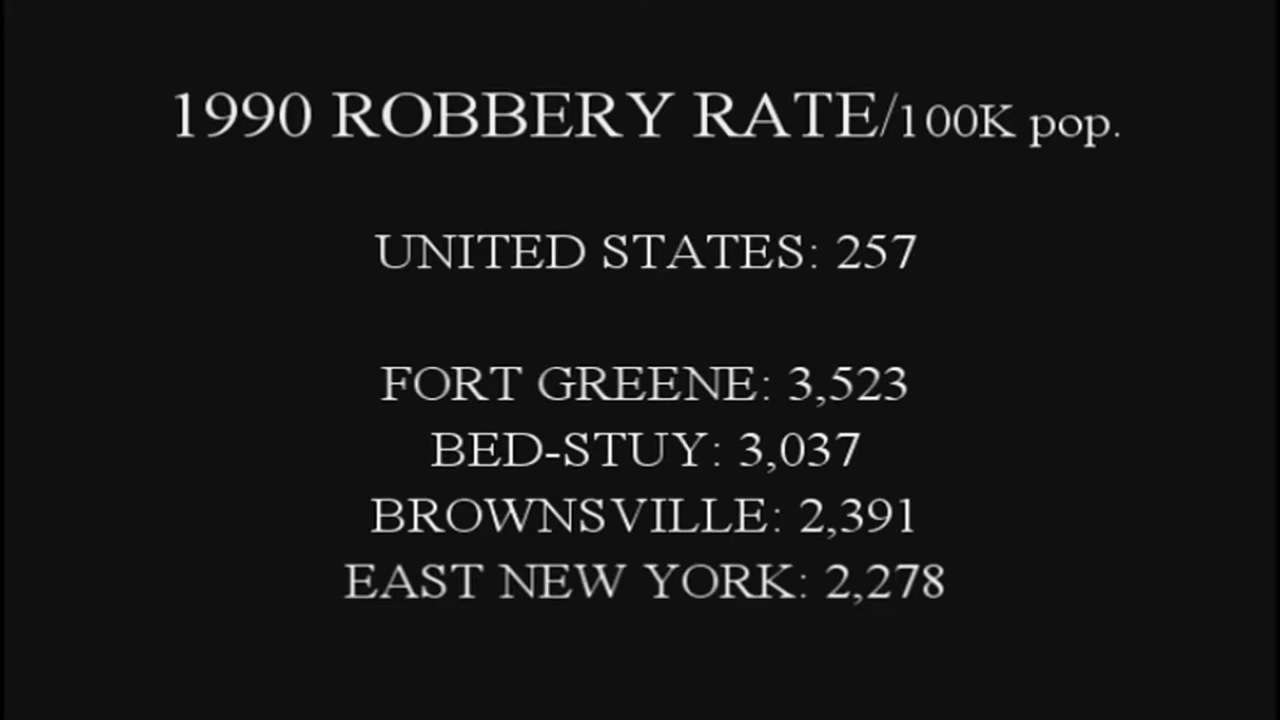 1990 ROBBERY RATE/100K pop.
UNITED STATES: 257
FORT GREENE: 3,523
BED-STUY: 3,037
BROWNSVILLE: 2,391
EAST NEW YORK: 2,278